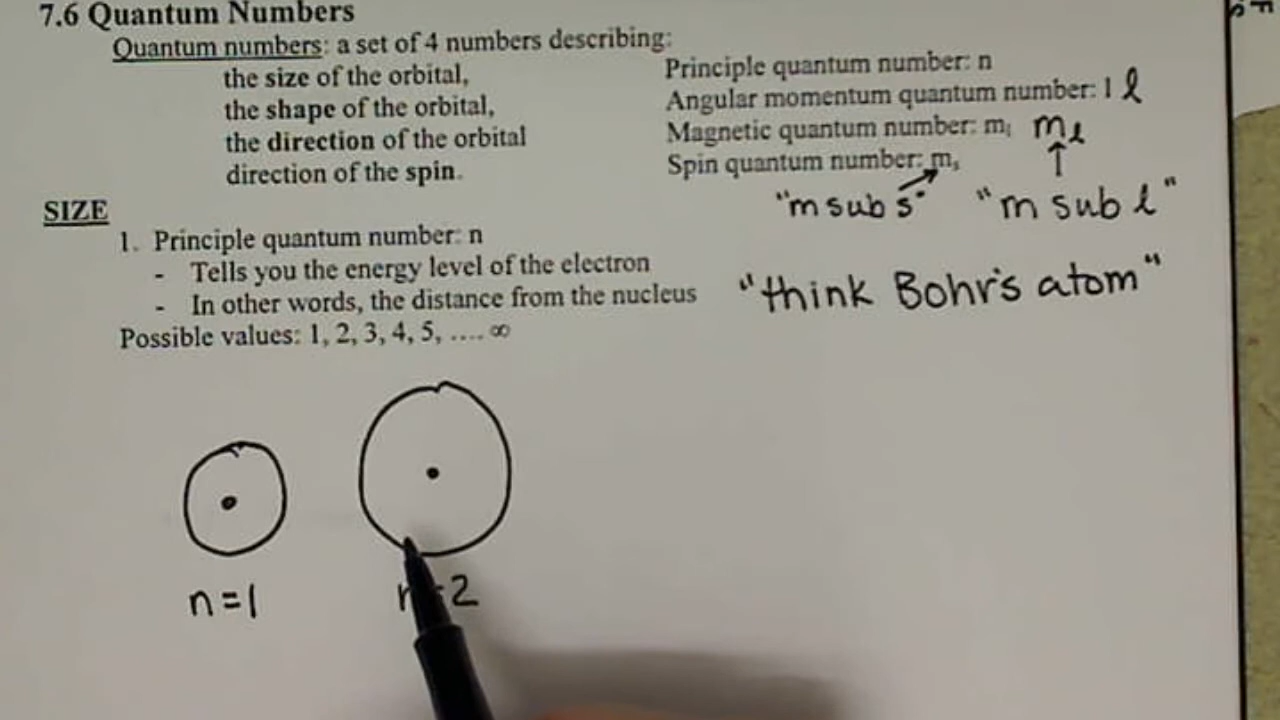 7.6 Quantum Numbers
Quantum numbers: a set of 4 numbers describing:
the size of the orbital,
the shape of the orbital,
the direction of the orbital
direction of the spin.
Principle quantum number: n
Angular momentum quantum number: l ℓ
Magnetic quantum number: mₗ mₗ
Spin quantum number: mₛ
"m sub s" "m sub ℓ"
SIZE
1. Principle quantum number: n
- Tells you the energy level of the electron
- In other words, the distance from the nucleus
"think Bohr's atom"
Possible values: 1, 2, 3, 4, 5, .... ∞
n=1
n=2